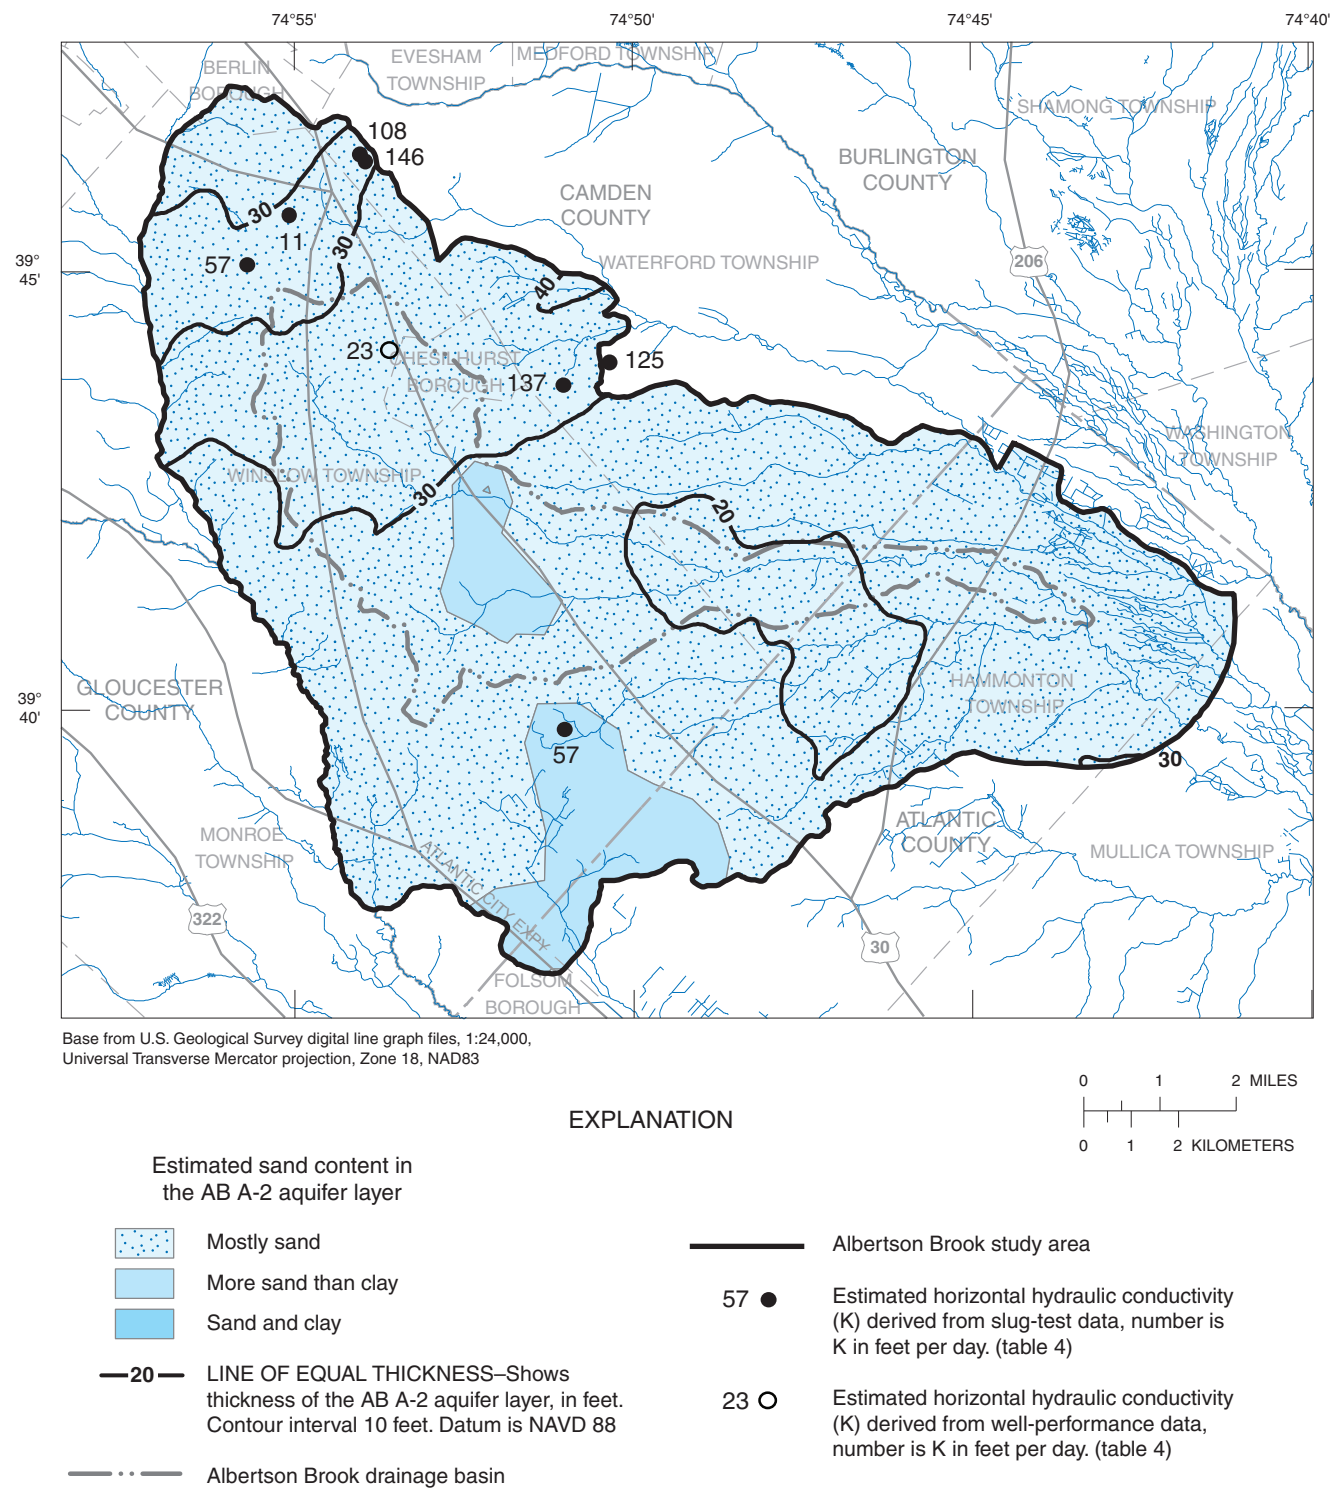 74°55'
74°50'
74°45'
74°40'
BERLIN
BOROUGH
EVESHAM
TOWNSHIP
MEDFORD TOWNSHIP
SHAMONG TOWNSHIP
108
146
BURLINGTON
COUNTY
CAMDEN
COUNTY
30
11
30
57
39°
45'
WATERFORD TOWNSHIP
206
40
23
CHESILHURST
BOROUGH
125
137
WASHINGTON
TOWNSHIP
WINSLOW TOWNSHIP
30
20
39°
40'
GLOUCESTER
COUNTY
HAMMONTON
TOWNSHIP
57
30
MONROE
TOWNSHIP
ATLANTIC
COUNTY
MULLICA TOWNSHIP
ATLANTIC CITY EXPY
322
30
FOLSOM
BOROUGH
Base from U.S. Geological Survey digital line graph files, 1:24,000,
Universal Transverse Mercator projection, Zone 18, NAD83
0 1 2 MILES
0 1 2 KILOMETERS
EXPLANATION
Estimated sand content in
the AB A-2 aquifer layer
Mostly sand
More sand than clay
Sand and clay
20
LINE OF EQUAL THICKNESS–Shows
thickness of the AB A-2 aquifer layer, in feet.
Contour interval 10 feet. Datum is NAVD 88
Albertson Brook drainage basin
Albertson Brook study area
57
Estimated horizontal hydraulic conductivity
(K) derived from slug-test data, number is
K in feet per day. (table 4)
23
Estimated horizontal hydraulic conductivity
(K) derived from well-performance data,
number is K in feet per day. (table 4)